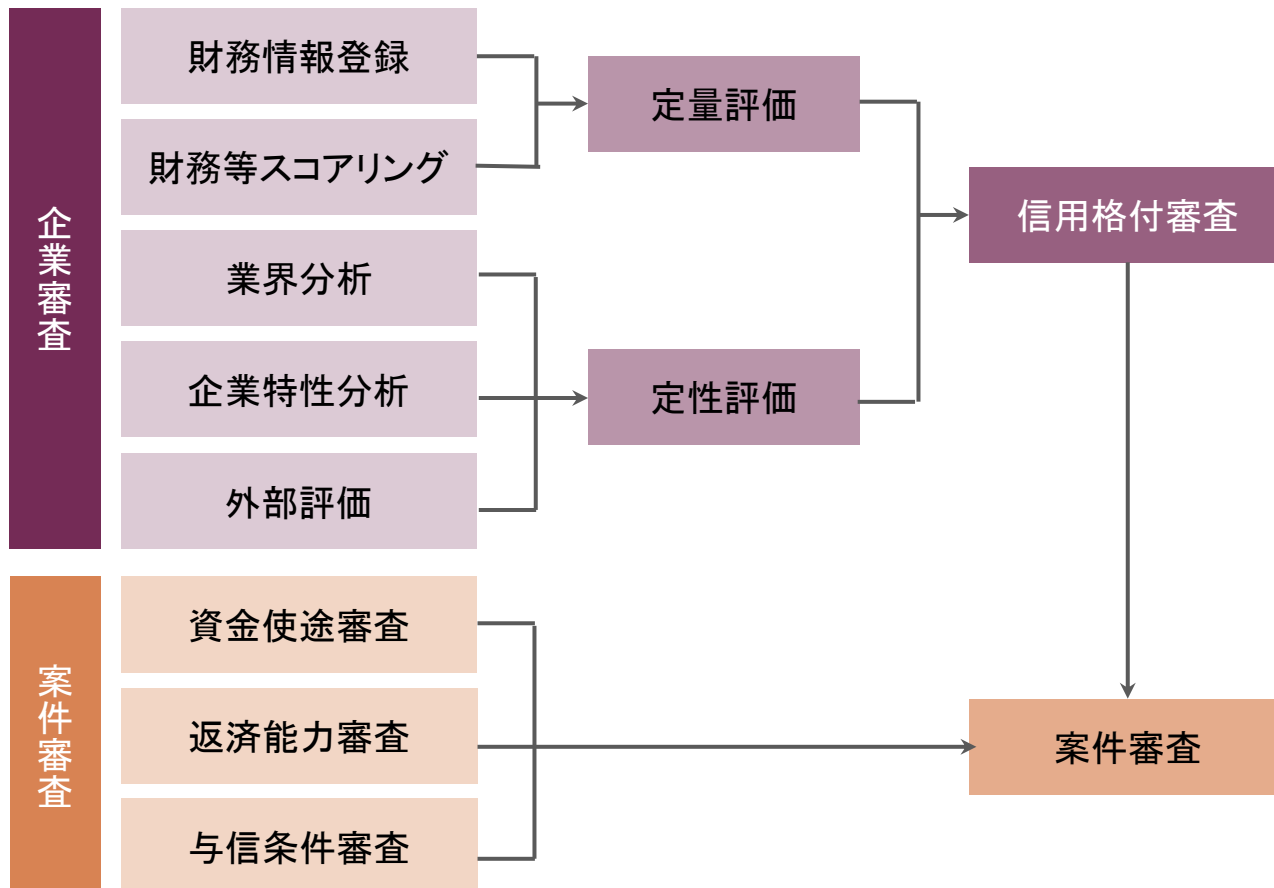 企業審査
財務情報登録
財務等スコアリング
業界分析
企業特性分析
外部評価
定量評価
定性評価
信用格付審査
案件審査
資金使途審査
返済能力審査
与信条件審査
案件審査